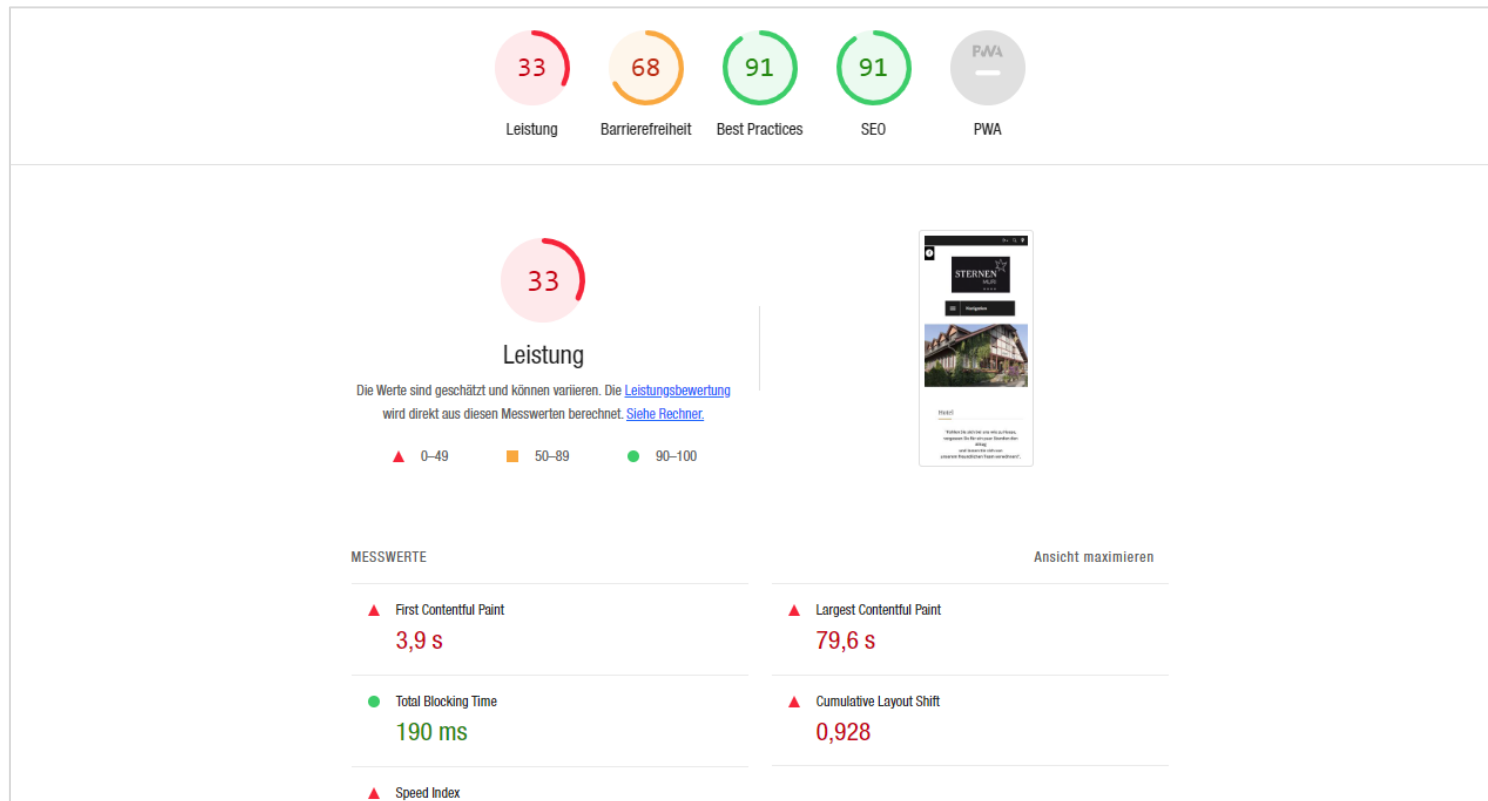 33
68
91
91
PWA
Leistung
Barrierefreiheit
Best Practices
SEO
PWA
33
Leistung
Die Werte sind geschätzt und können variieren. Die Leistungsbewertung
wird direkt aus diesen Messwerten berechnet. Siehe Rechner.
0–49
50–89
90–100
STERNEN
MURI
Navigation
Hotel
MESSWERTE
Ansicht maximieren
First Contentful Paint
3,9 s
Largest Contentful Paint
79,6 s
Total Blocking Time
190 ms
Cumulative Layout Shift
0,928
Speed Index